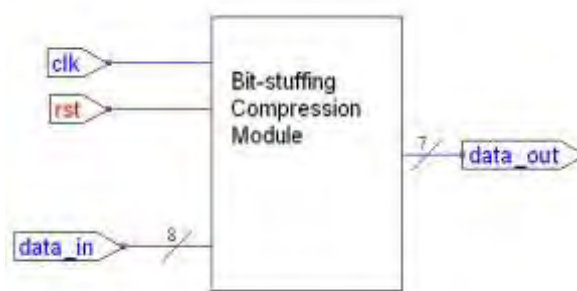 clk
rst
Bit-stuffing
Compression
Module
7
data_out
data_in
8